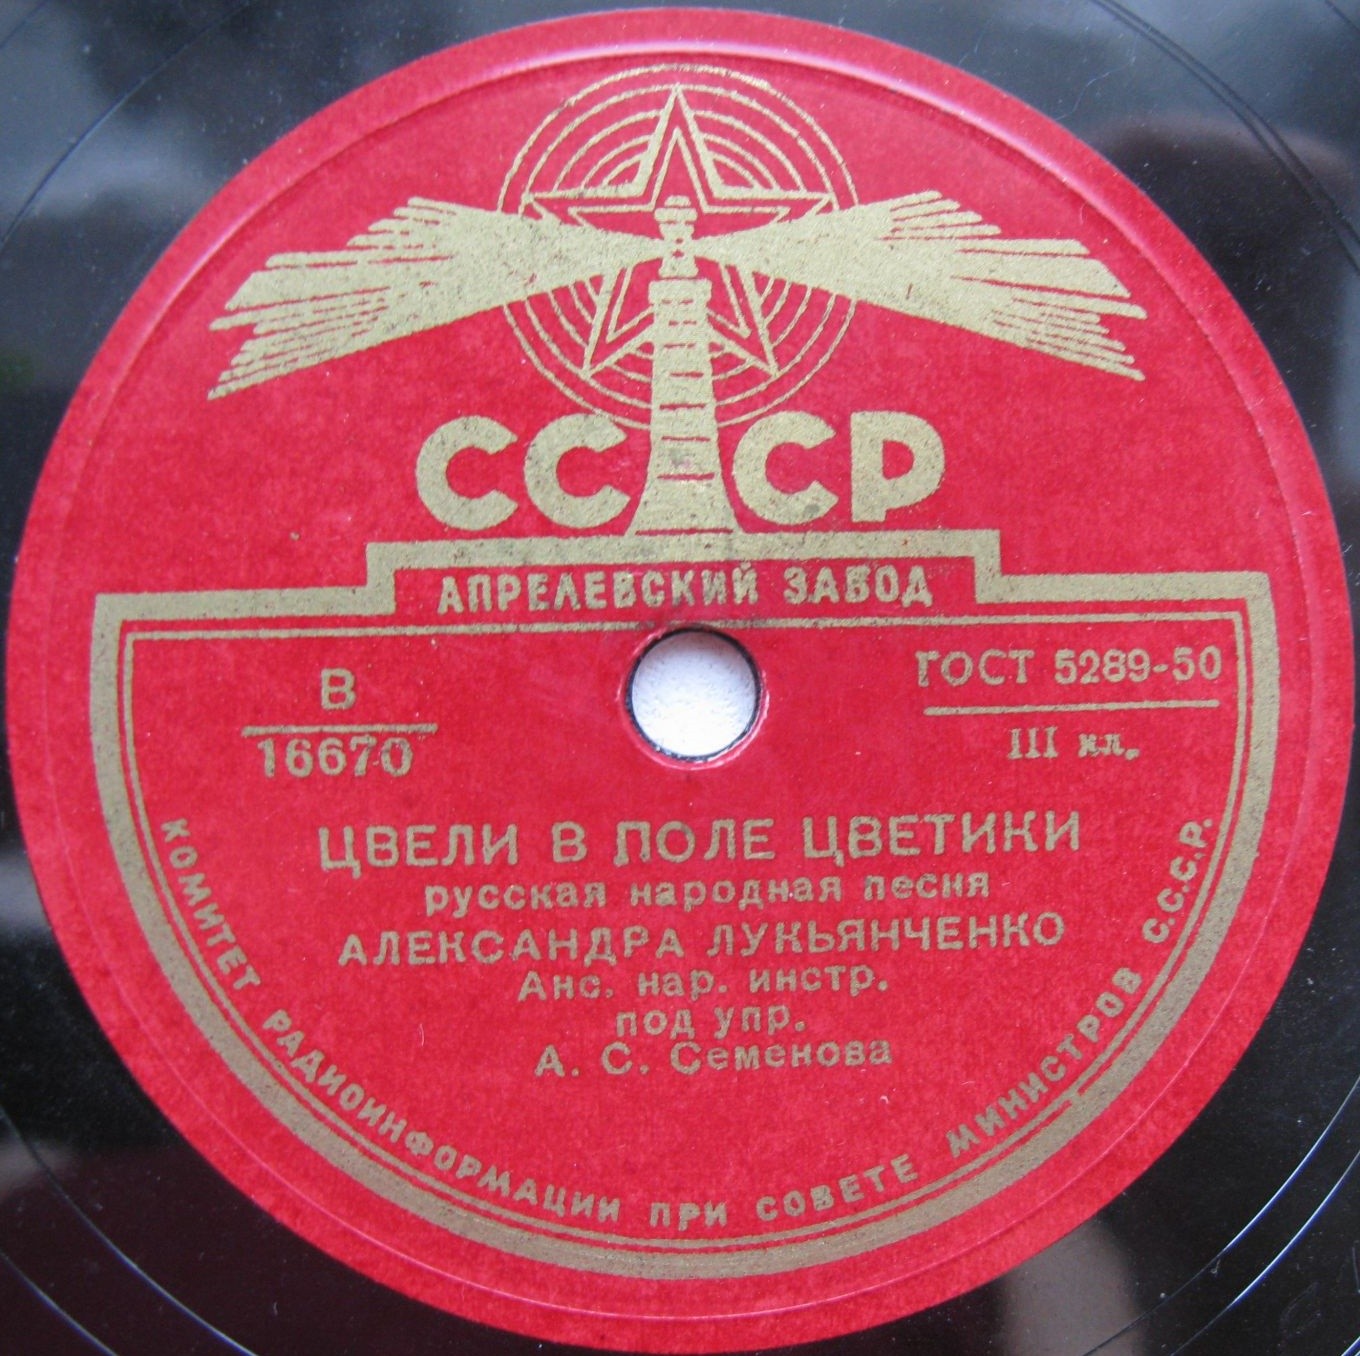 СССР
АПРЕЛЕВСКИЙ ЗАВОД
В
16670
ГОСТ 5289-50
III кл.
ЦВЕЛИ В ПОЛЕ ЦВЕТИКИ
русская народная песня
АЛЕКСАНДРА ЛУКЬЯНЧЕНКО
Анс. нар. инстр.
под упр.
А. С. Семенова
КОМИТЕТ РАДИОИНФОРМАЦИИ ПРИ СОВЕТЕ МИНИСТРОВ С.С.С.Р.